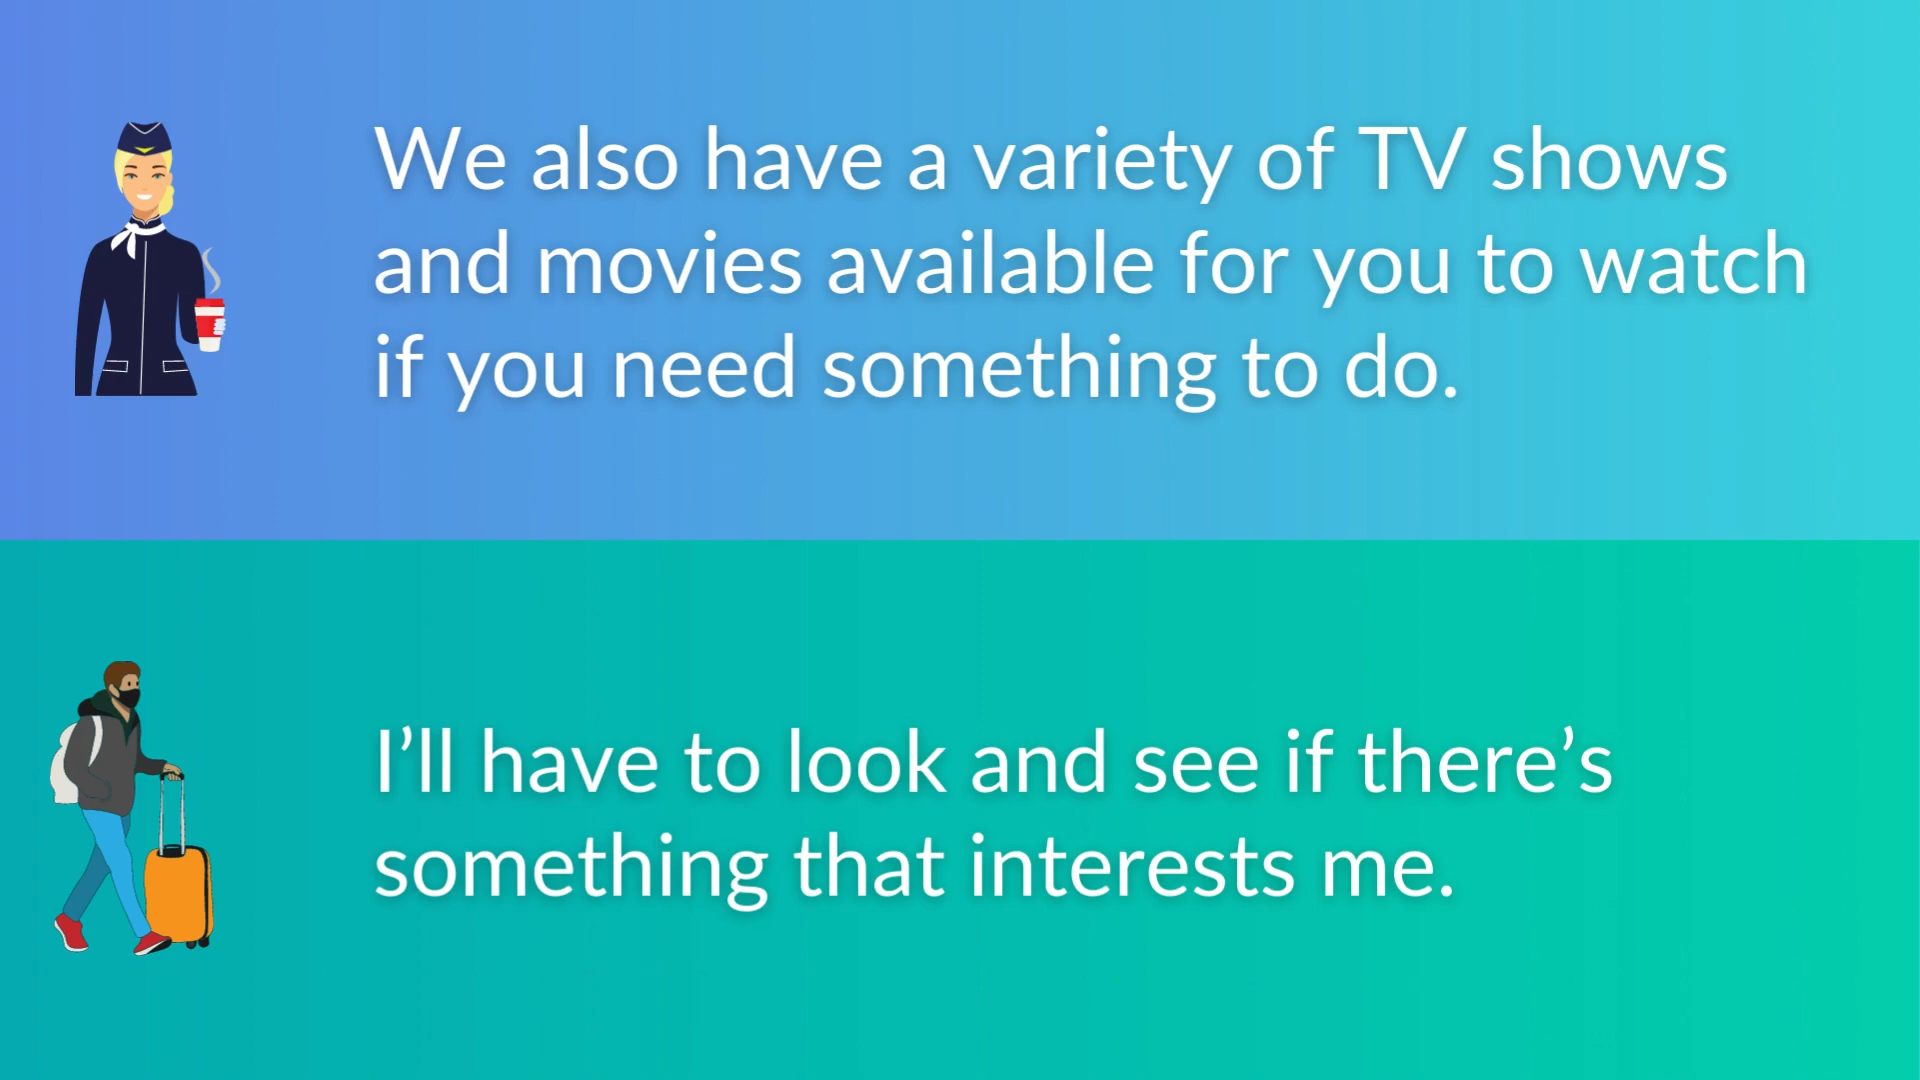 We also have a variety of TV shows
and movies available for you to watch
if you need something to do.
I’ll have to look and see if there’s
something that interests me.